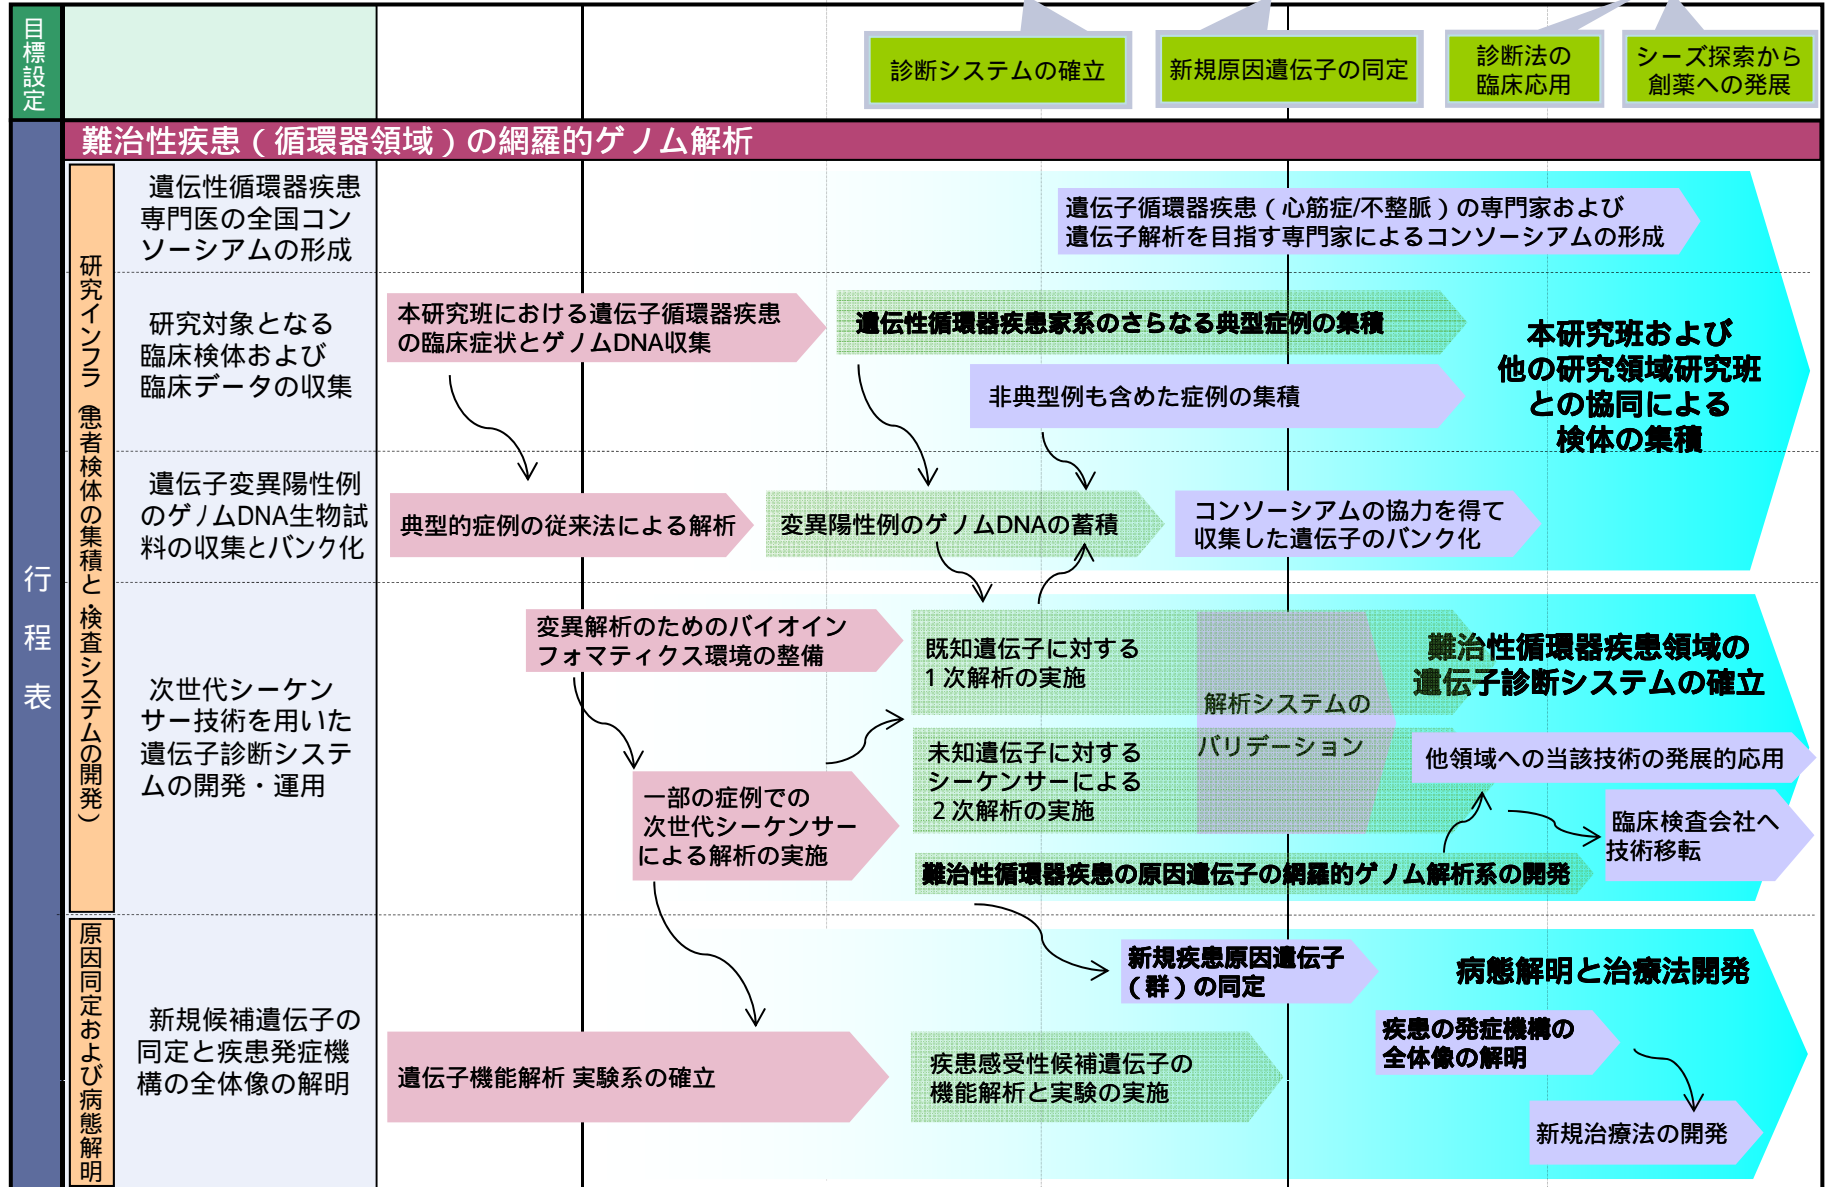 目標設定
診断システムの確立
新規原因遺伝子の同定
診断法の
臨床応用
シーズ探索から
創薬への発展
行程表
難治性疾患（循環器領域）の網羅的ゲノム解析
研究インフラ（患者検体の集積と、検査システムの開発）
遺伝性循環器疾患
専門医の全国コン
ソーシアムの形成
遺伝子循環器疾患（心筋症/不整脈）の専門家および
遺伝子解析を目指す専門家によるコンソーシアムの形成
研究対象となる
臨床検体および
臨床データの収集
本研究班における遺伝子循環器疾患
の臨床症状とゲノムDNA収集
遺伝性循環器疾患家系のさらなる典型症例の集積
非典型例も含めた症例の集積
本研究班および
他の研究領域研究班
との協同による
検体の集積
遺伝子変異陽性例
のゲノムDNA生物試
料の収集とバンク化
典型的症例の従来法による解析
変異陽性例のゲノムDNAの蓄積
コンソーシアムの協力を得て
収集した遺伝子のバンク化
次世代シーケン
サー技術を用いた
遺伝子診断システ
ムの開発・運用
変異解析のためのバイオイン
フォマティクス環境の整備
一部の症例での
次世代シーケンサー
による解析の実施
既知遺伝子に対する
1 次解析の実施
未知遺伝子に対する
シーケンサーによる
2 次解析の実施
解析システムの
バリデーション
難治性循環器疾患領域の
遺伝子診断システムの確立
他領域への当該技術の発展的応用
臨床検査会社へ
技術移転
難治性循環器疾患の原因遺伝子の網羅的ゲノム解析系の開発
原因同定および病態解明
新規候補遺伝子の
同定と疾患発症機
構の全体像の解明
遺伝子機能解析 実験系の確立
疾患感受性候補遺伝子の
機能解析と実験の実施
新規疾患原因遺伝子
（群）の同定
病態解明と治療法開発
疾患の発症機構の
全体像の解明
新規治療法の開発